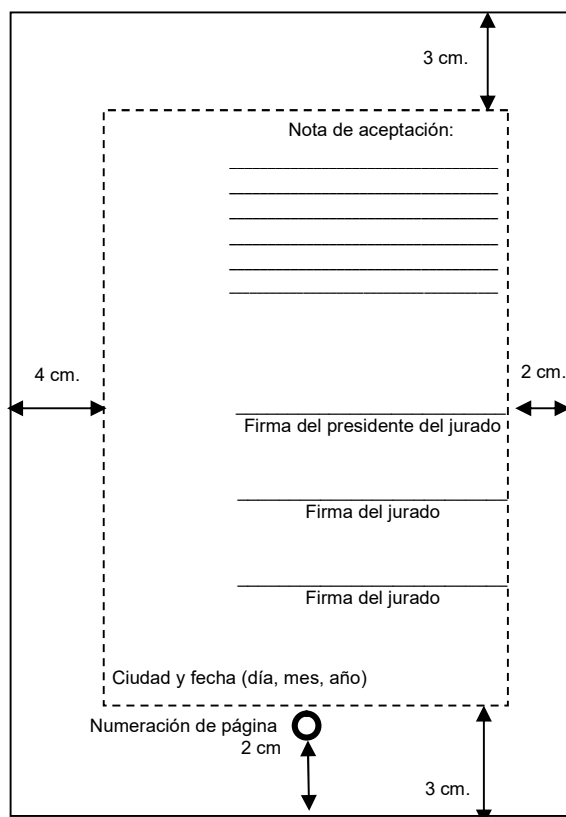 3 cm.
Nota de aceptación:
4 cm.
2 cm.
Firma del presidente del jurado
Firma del jurado
Firma del jurado
Ciudad y fecha (día, mes, año)
Numeración de página
2 cm
3 cm.